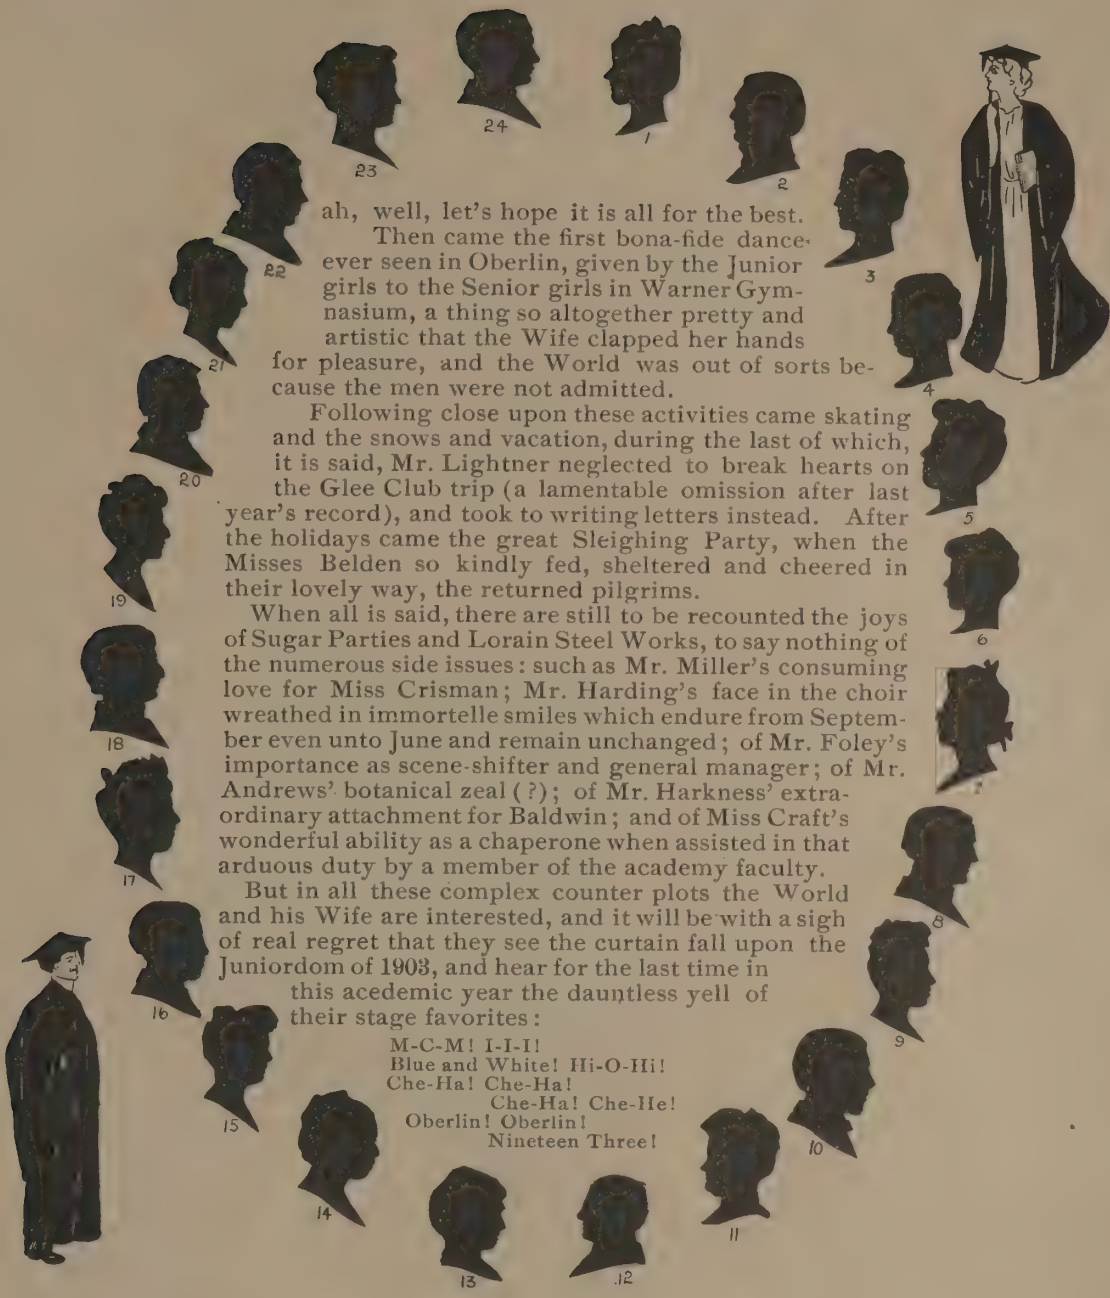 ah, well, let's hope it is all for the best.
Then came the first bona-fide dance
ever seen in Oberlin, given by the Junior
girls to the Senior girls in Warner Gym-
nasium, a thing so altogether pretty and
artistic that the Wife clapped her hands
for pleasure, and the World was out of sorts be-
cause the men were not admitted.
Following close upon these activities came skating
and the snows and vacation, during the last of which,
it is said, Mr. Lightner neglected to break hearts on
the Glee Club trip (a lamentable omission after last
year's record), and took to writing letters instead. After
the holidays came the great Sleighing Party, when the
Misses Belden so kindly fed, sheltered and cheered in
their lovely way, the returned pilgrims.
When all is said, there are still to be recounted the joys
of Sugar Parties and Lorain Steel Works, to say nothing of
the numerous side issues: such as Mr. Miller's consuming
love for Miss Crisman; Mr. Harding's face in the choir
wreathed in immortelle smiles which endure from Septem-
ber even unto June and remain unchanged; of Mr. Foley's
importance as scene-shifter and general manager; of Mr.
Andrews' botanical zeal (?); of Mr. Harkness' extra-
ordinary attachment for Baldwin; and of Miss Craft's
wonderful ability as a chaperone when assisted in that
arduous duty by a member of the academy faculty.
But in all these complex counter plots the World
and his Wife are interested, and it will be with a sigh
of real regret that they see the curtain fall upon the
Juniordom of 1903, and hear for the last time in
this acedemic year the dauntless yell of
their stage favorites:
M-C-M! I-I-I!
Blue and White! Hi-O-Hi!
Che-Ha! Che-Ha!
Che-Ha! Che-He!
Oberlin! Oberlin!
Nineteen Three!
1
2
3
4
5
6
7
8
9
10
11
12
13
14
15
16
17
18
19
20
21
22
23
24